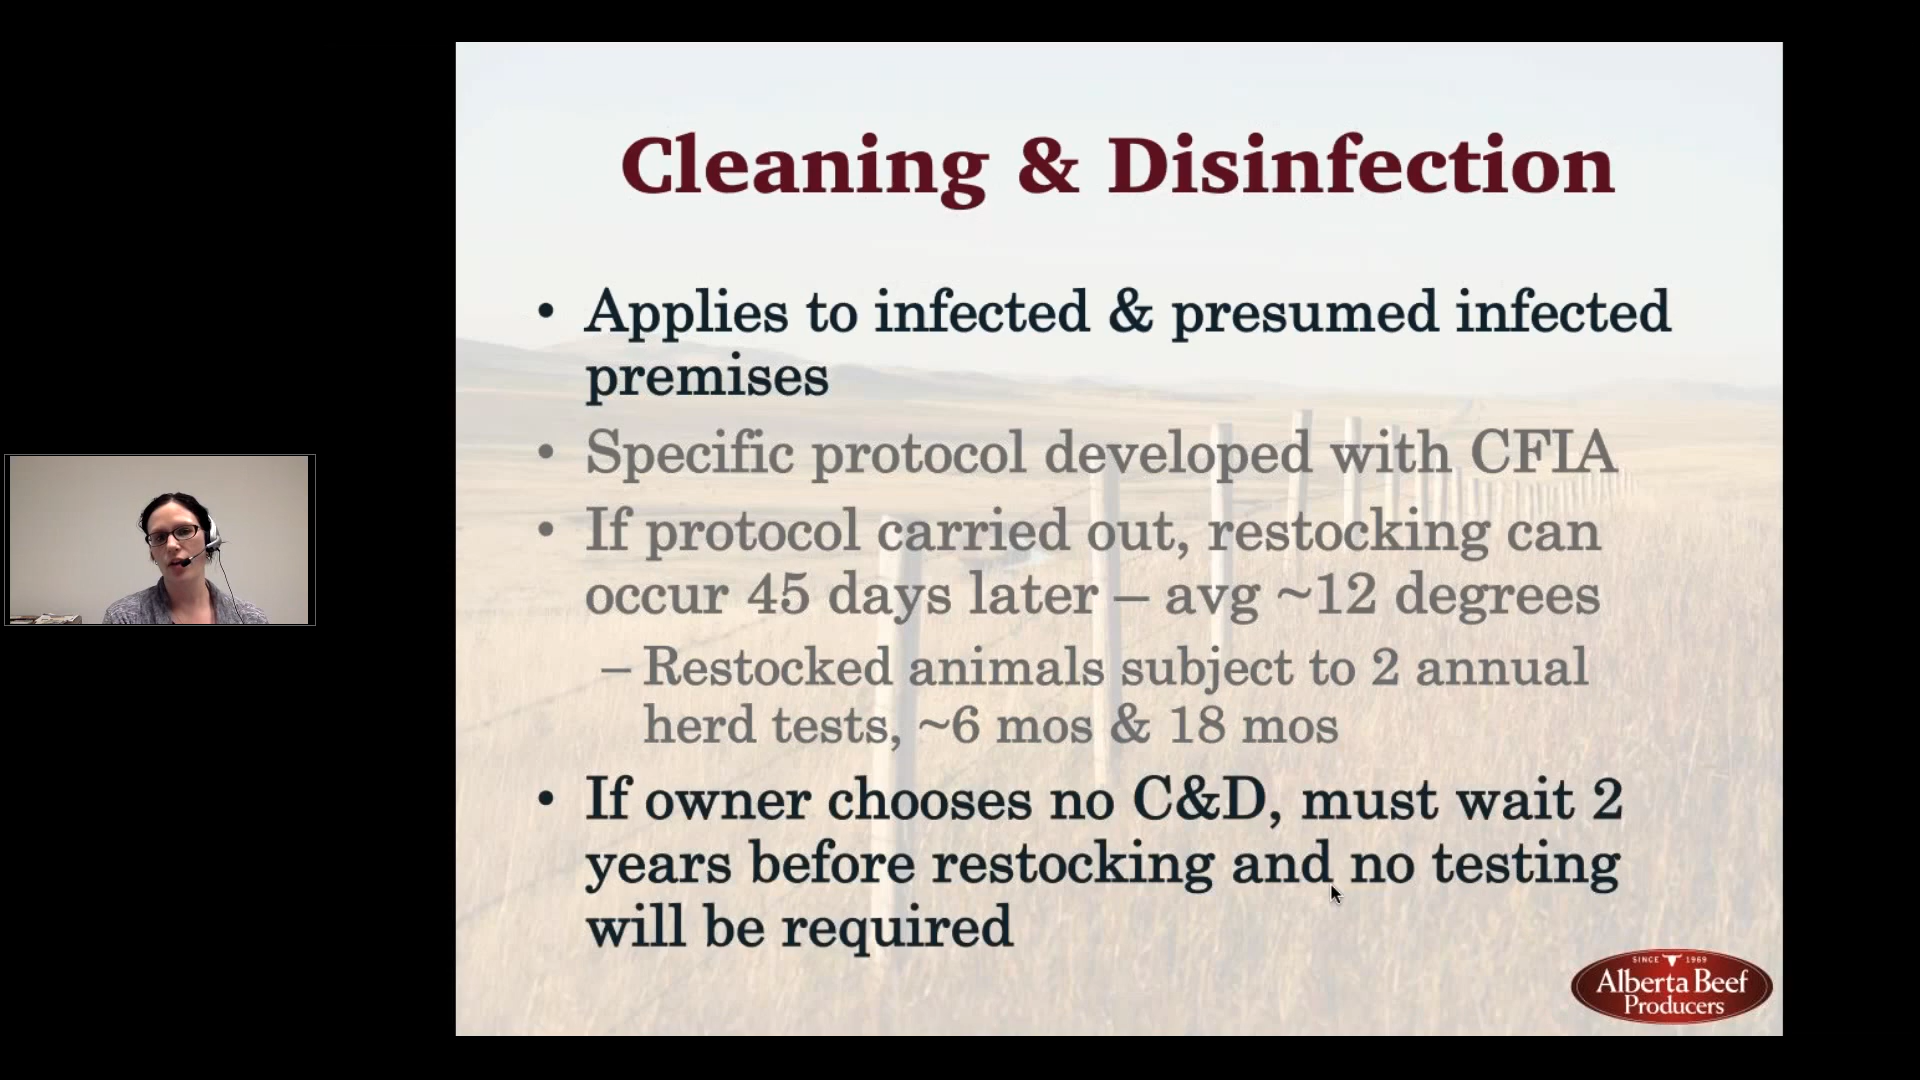 Cleaning & Disinfection
• Applies to infected & presumed infected
premises
• Specific protocol developed with CFIA
• If protocol carried out, restocking can
occur 45 days later – avg ~12 degrees
– Restocked animals subject to 2 annual
herd tests, ~6 mos & 18 mos
• If owner chooses no C&D, must wait 2
years before restocking and no testing
will be required
SINCE 1969
Alberta Beef
Producers